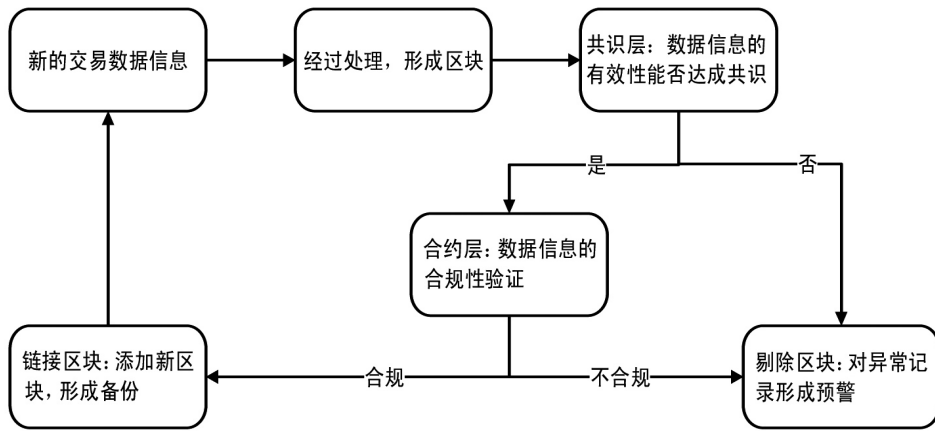 新的交易数据信息
经过处理，形成区块
共识层：数据信息的
有效性能否达成共识
是
否
合约层：数据信息的
合规性验证
链接区块：添加新区
块，形成备份
合规
不合规
剔除区块：对异常记
录形成预警